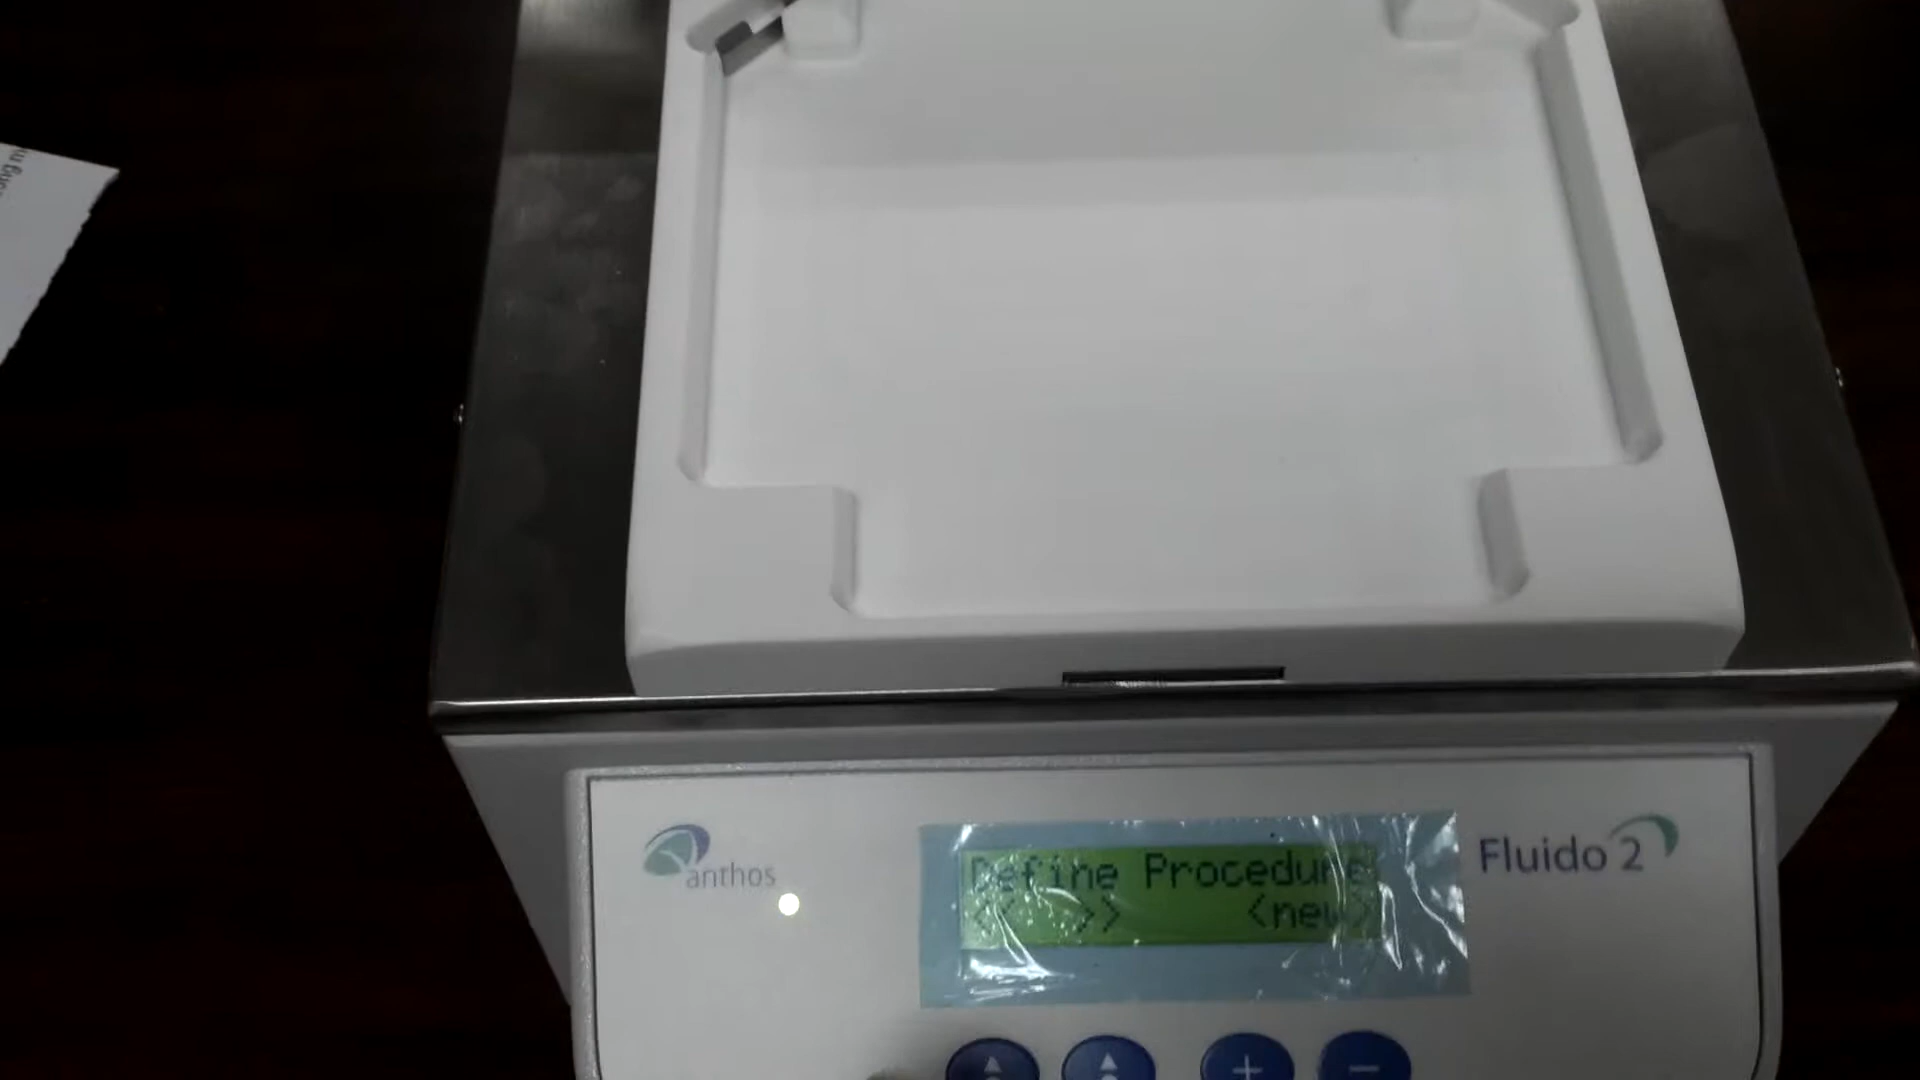 anthos
Fluido 2
Define Procedure
<< >> <new>
+ −